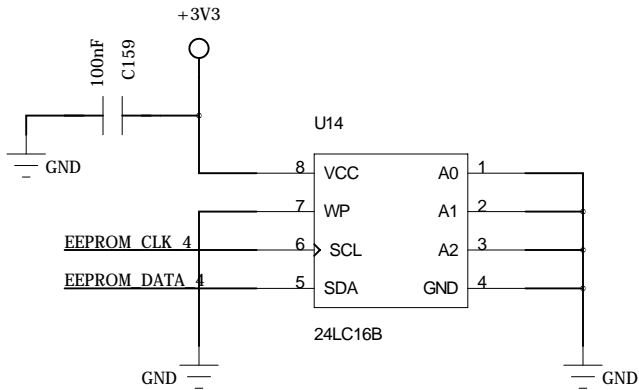 +3V3
100nF
C159
GND
U14
8 VCC A0 1
7 WP A1 2
EEPROM_CLK_4 6 SCL A2 3
EEPROM_DATA_4 5 SDA GND 4
24LC16B
GND GND